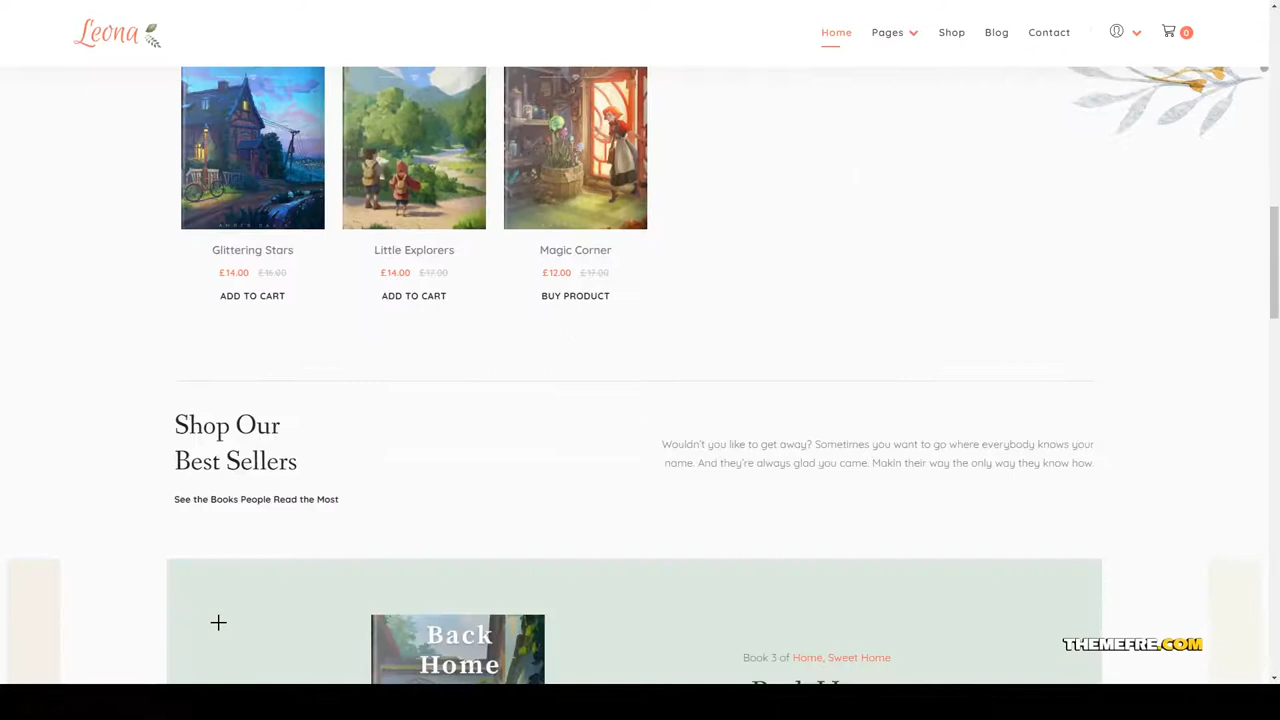 Leona
Home Pages Shop Blog Contact 0
Glittering Stars Little Explorers Magic Corner
£14.00 £16.00 £14.00 £17.00 £12.00 £17.00
ADD TO CART ADD TO CART BUY PRODUCT
Shop Our
Best Sellers
See the Books People Read the Most
Wouldn't you like to get away? Sometimes you want to go where everybody knows your
name. And they're always glad you came. Makin their way the only way they know how.
Back
Home
Book 3 of Home, Sweet Home
THEMEFRE.COM